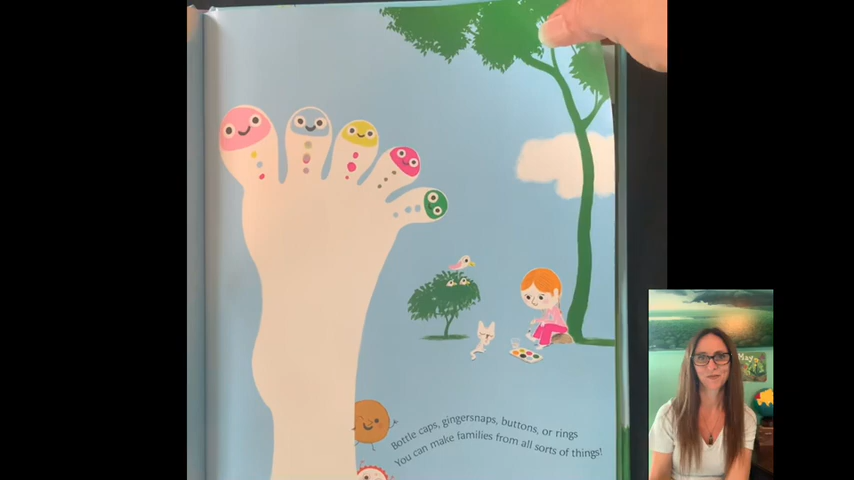 Bottle caps, gingersnaps, buttons, or rings
You can make families from all sorts of things!